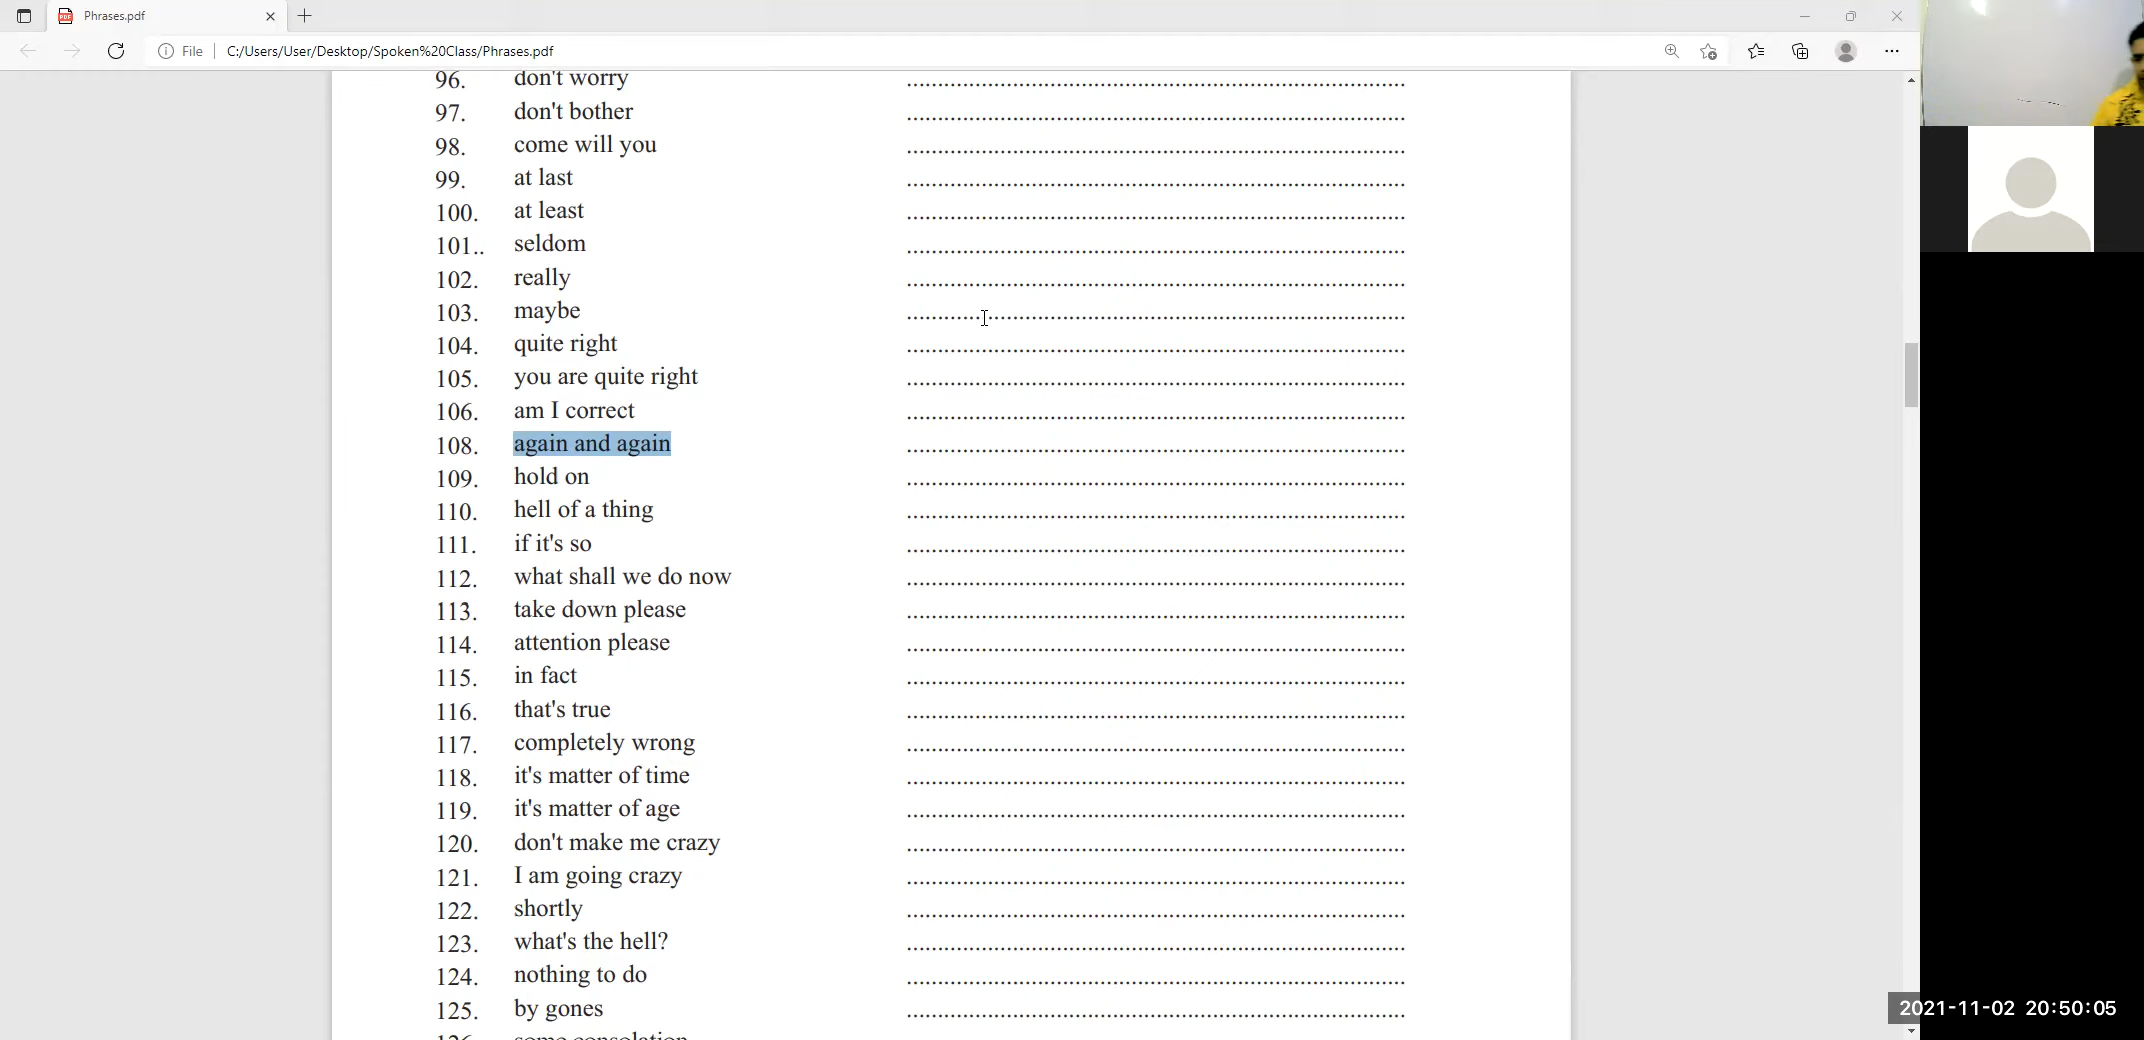 Phrases.pdf
File
C:/Users/User/Desktop/Spoken%20Class/Phrases.pdf
96. don't worry ................................................................................
97. don't bother ................................................................................
98. come will you ................................................................................
99. at last ................................................................................
100. at least ................................................................................
101.. seldom ................................................................................
102. really ................................................................................
103. maybe ................................................................................
104. quite right ................................................................................
105. you are quite right ................................................................................
106. am I correct ................................................................................
108. again and again ................................................................................
109. hold on ................................................................................
110. hell of a thing ................................................................................
111. if it's so ................................................................................
112. what shall we do now ................................................................................
113. take down please ................................................................................
114. attention please ................................................................................
115. in fact ................................................................................
116. that's true ................................................................................
117. completely wrong ................................................................................
118. it's matter of time ................................................................................
119. it's matter of age ................................................................................
120. don't make me crazy ................................................................................
121. I am going crazy ................................................................................
122. shortly ................................................................................
123. what's the hell? ................................................................................
124. nothing to do ................................................................................
125. by gones ................................................................................
126. some consolation
2021-11-02 20:50:05